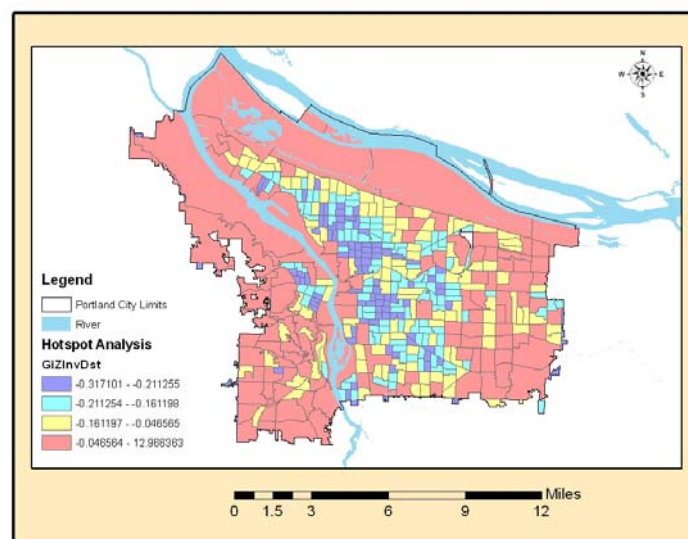 N
W E
S
Legend
Portland City Limits
River
Hotspot Analysis
GiZInvDst
-0.317101 - -0.211255
-0.211254 - -0.161198
-0.161197 - -0.046565
-0.046564 - 12.966363
Miles
0 1.5 3 6 9 12